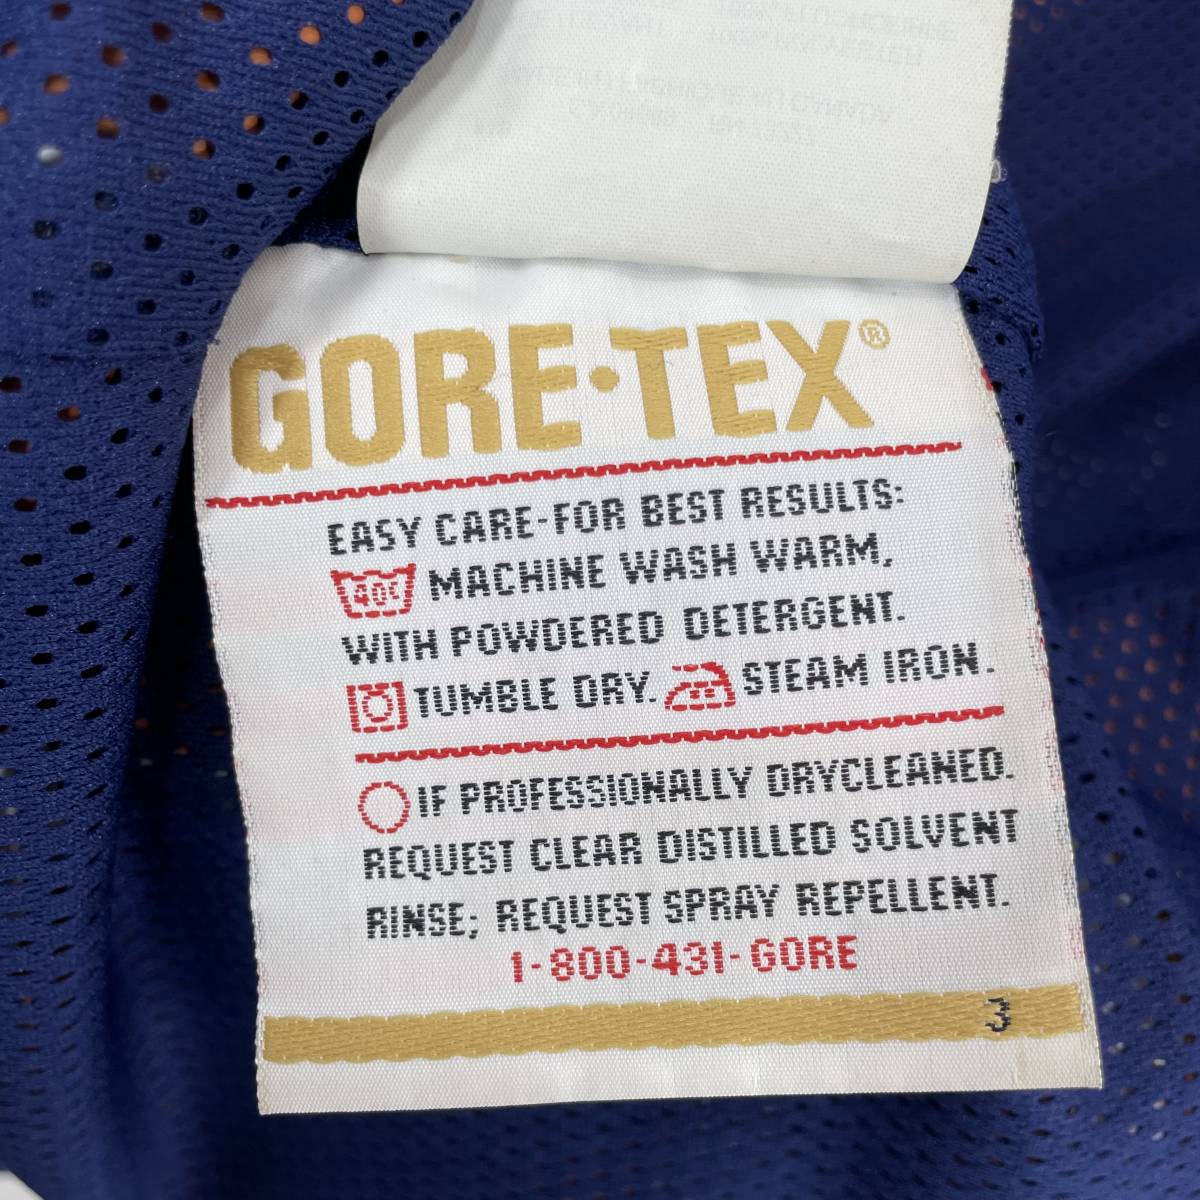 GORE·TEX®
EASY CARE-FOR BEST RESULTS:
40C MACHINE WASH WARM,
WITH POWDERED DETERGENT.
TUMBLE DRY. STEAM IRON.
IF PROFESSIONALLY DRYCLEANED.
REQUEST CLEAR DISTILLED SOLVENT
RINSE; REQUEST SPRAY REPELLENT.
1-800-431-GORE
3